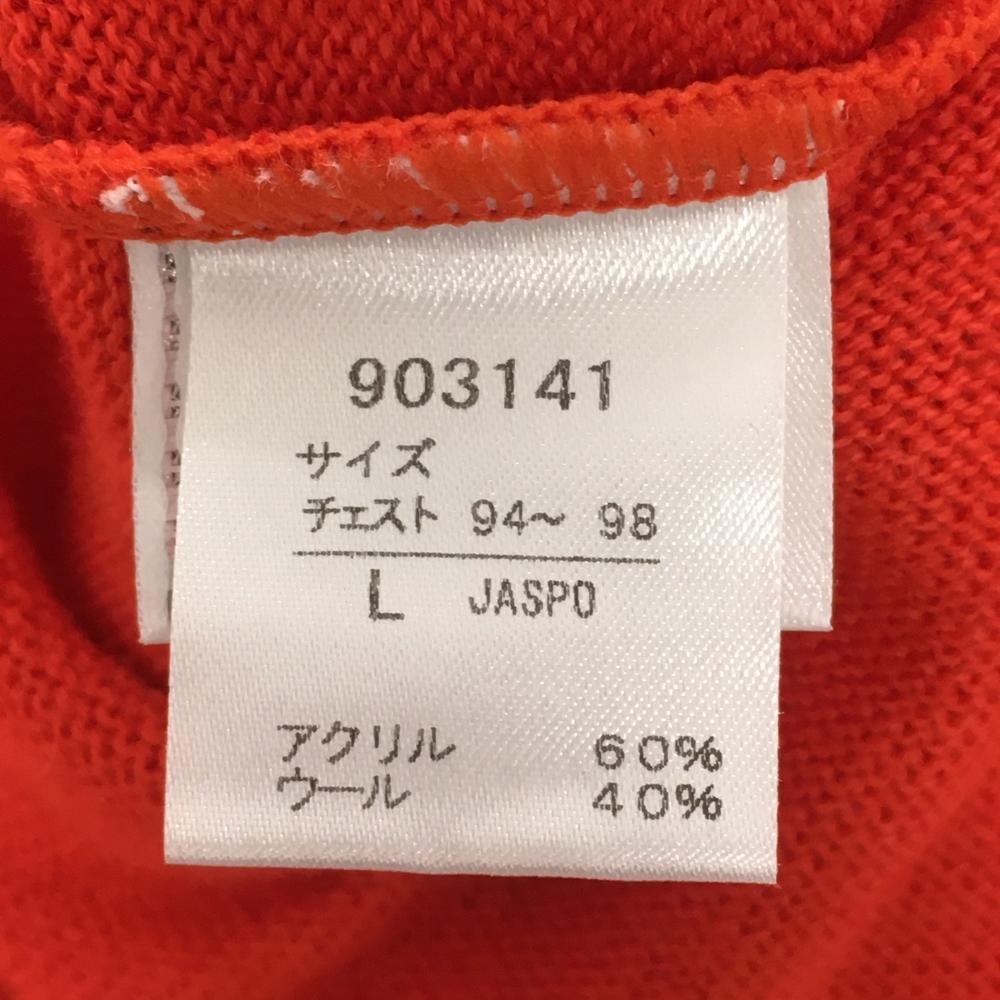 903141
サイズ
チェスト 94～ 98
L JASPO
アクリル 60%
ウール 40%